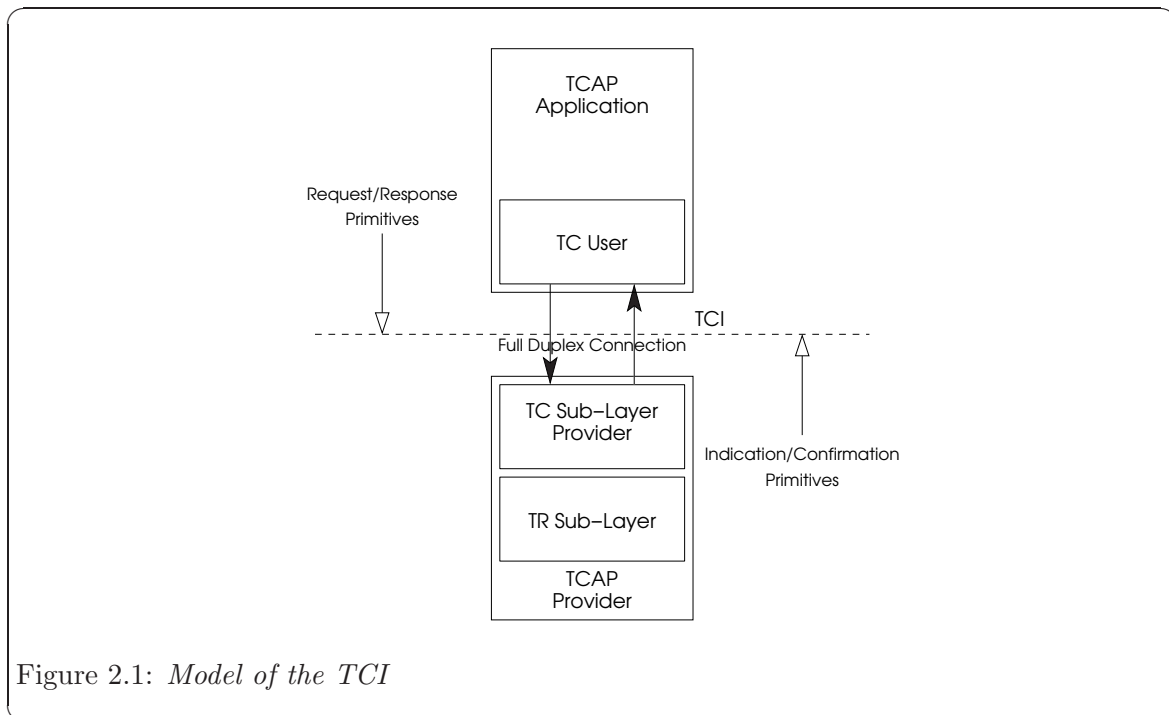 TCAP
Application
Request/Response
Primitives
TC User
TCI
Full Duplex Connection
TC Sub–Layer
Provider
Indication/Confirmation
Primitives
TR Sub–Layer
TCAP
Provider
Figure 2.1: Model of the TCI